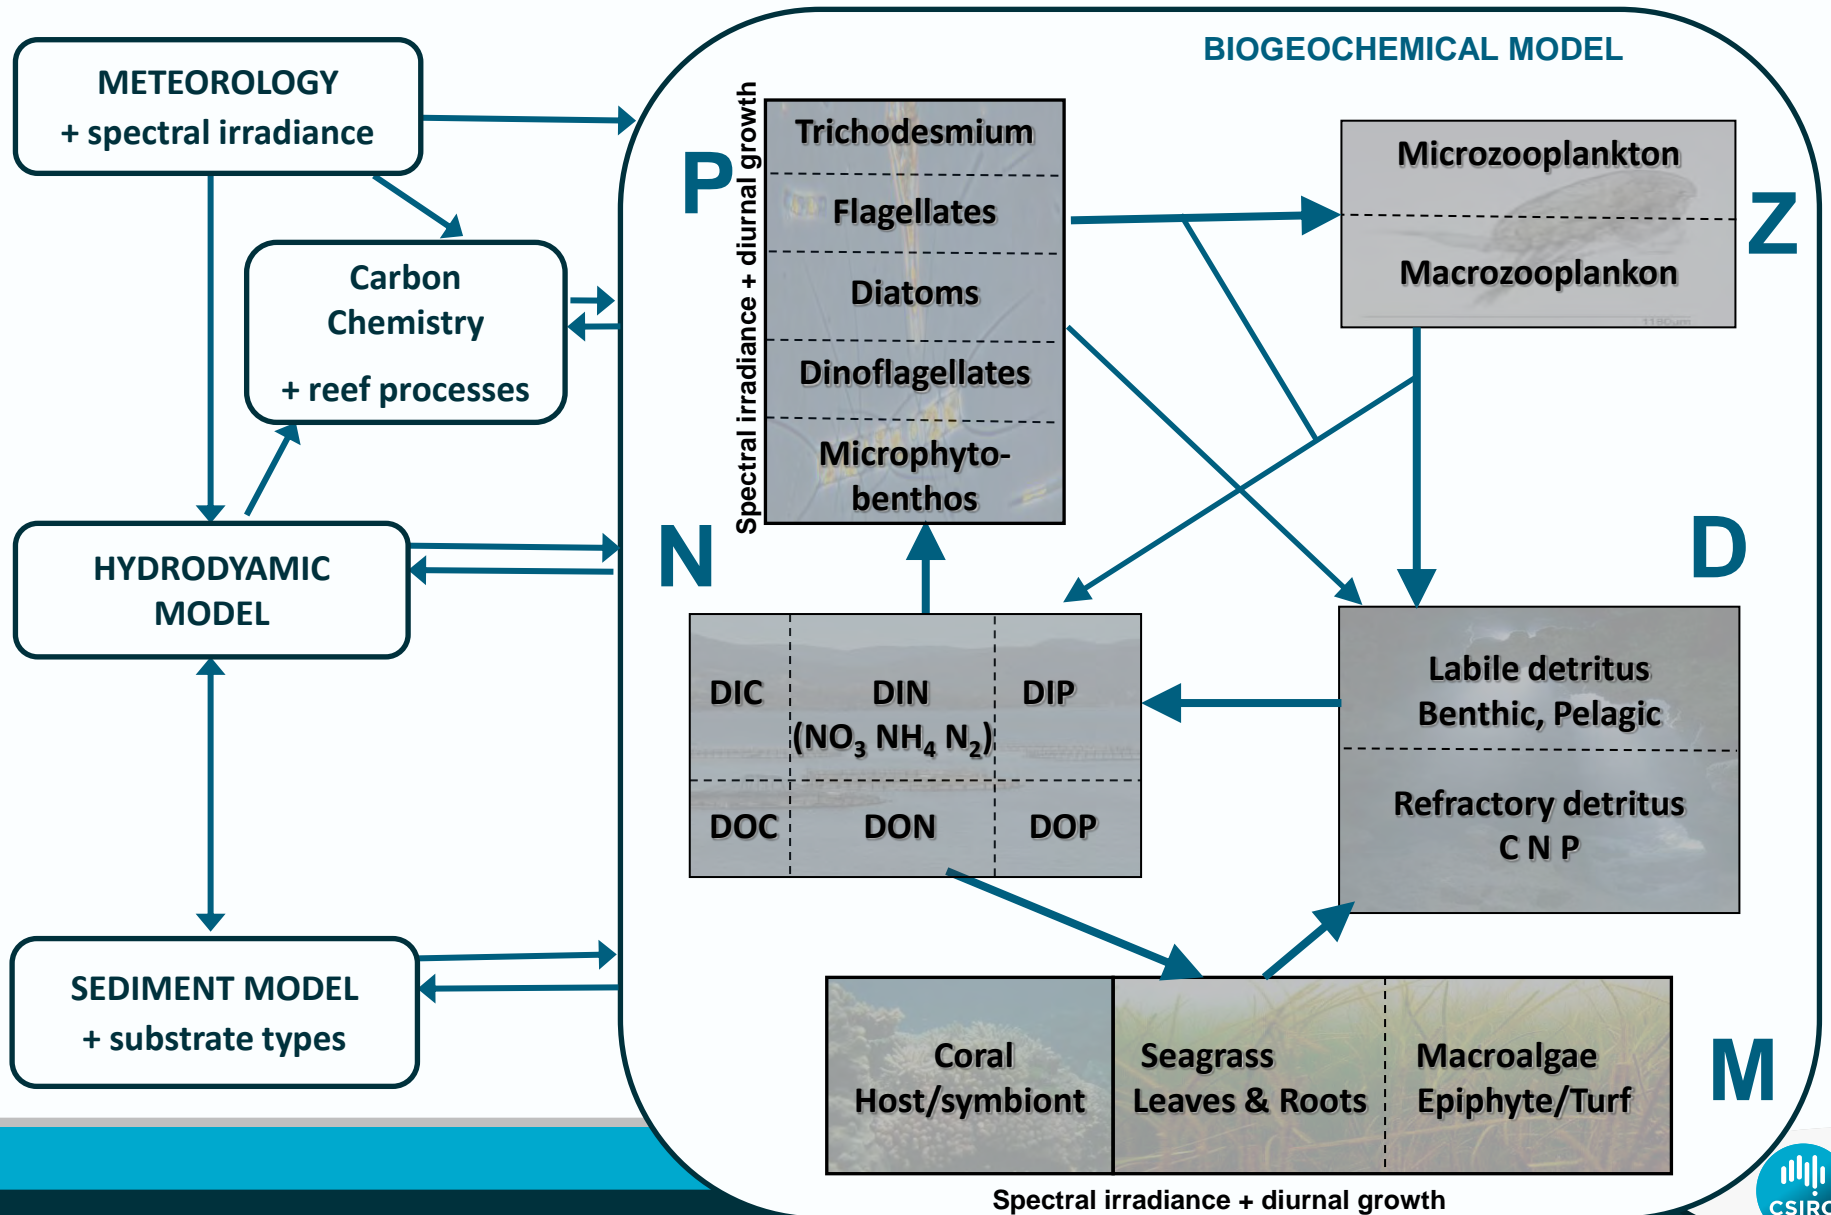 BIOGEOCHEMICAL MODEL
METEOROLOGY
+ spectral irradiance
Carbon
Chemistry
+ reef processes
HYDRODYAMIC
MODEL
SEDIMENT MODEL
+ substrate types
P
Spectral irradiance + diurnal growth
Trichodesmium
Flagellates
Diatoms
Dinoflagellates
Microphyto-
benthos
Microzooplankton
Macrozooplankon
1180µm
Z
N
DIC
DIN
(NO₃ NH₄ N₂)
DIP
DOC
DON
DOP
D
Labile detritus
Benthic, Pelagic
Refractory detritus
C N P
Coral
Host/symbiont
Seagrass
Leaves & Roots
Macroalgae
Epiphyte/Turf
M
Spectral irradiance + diurnal growth
CSIRO